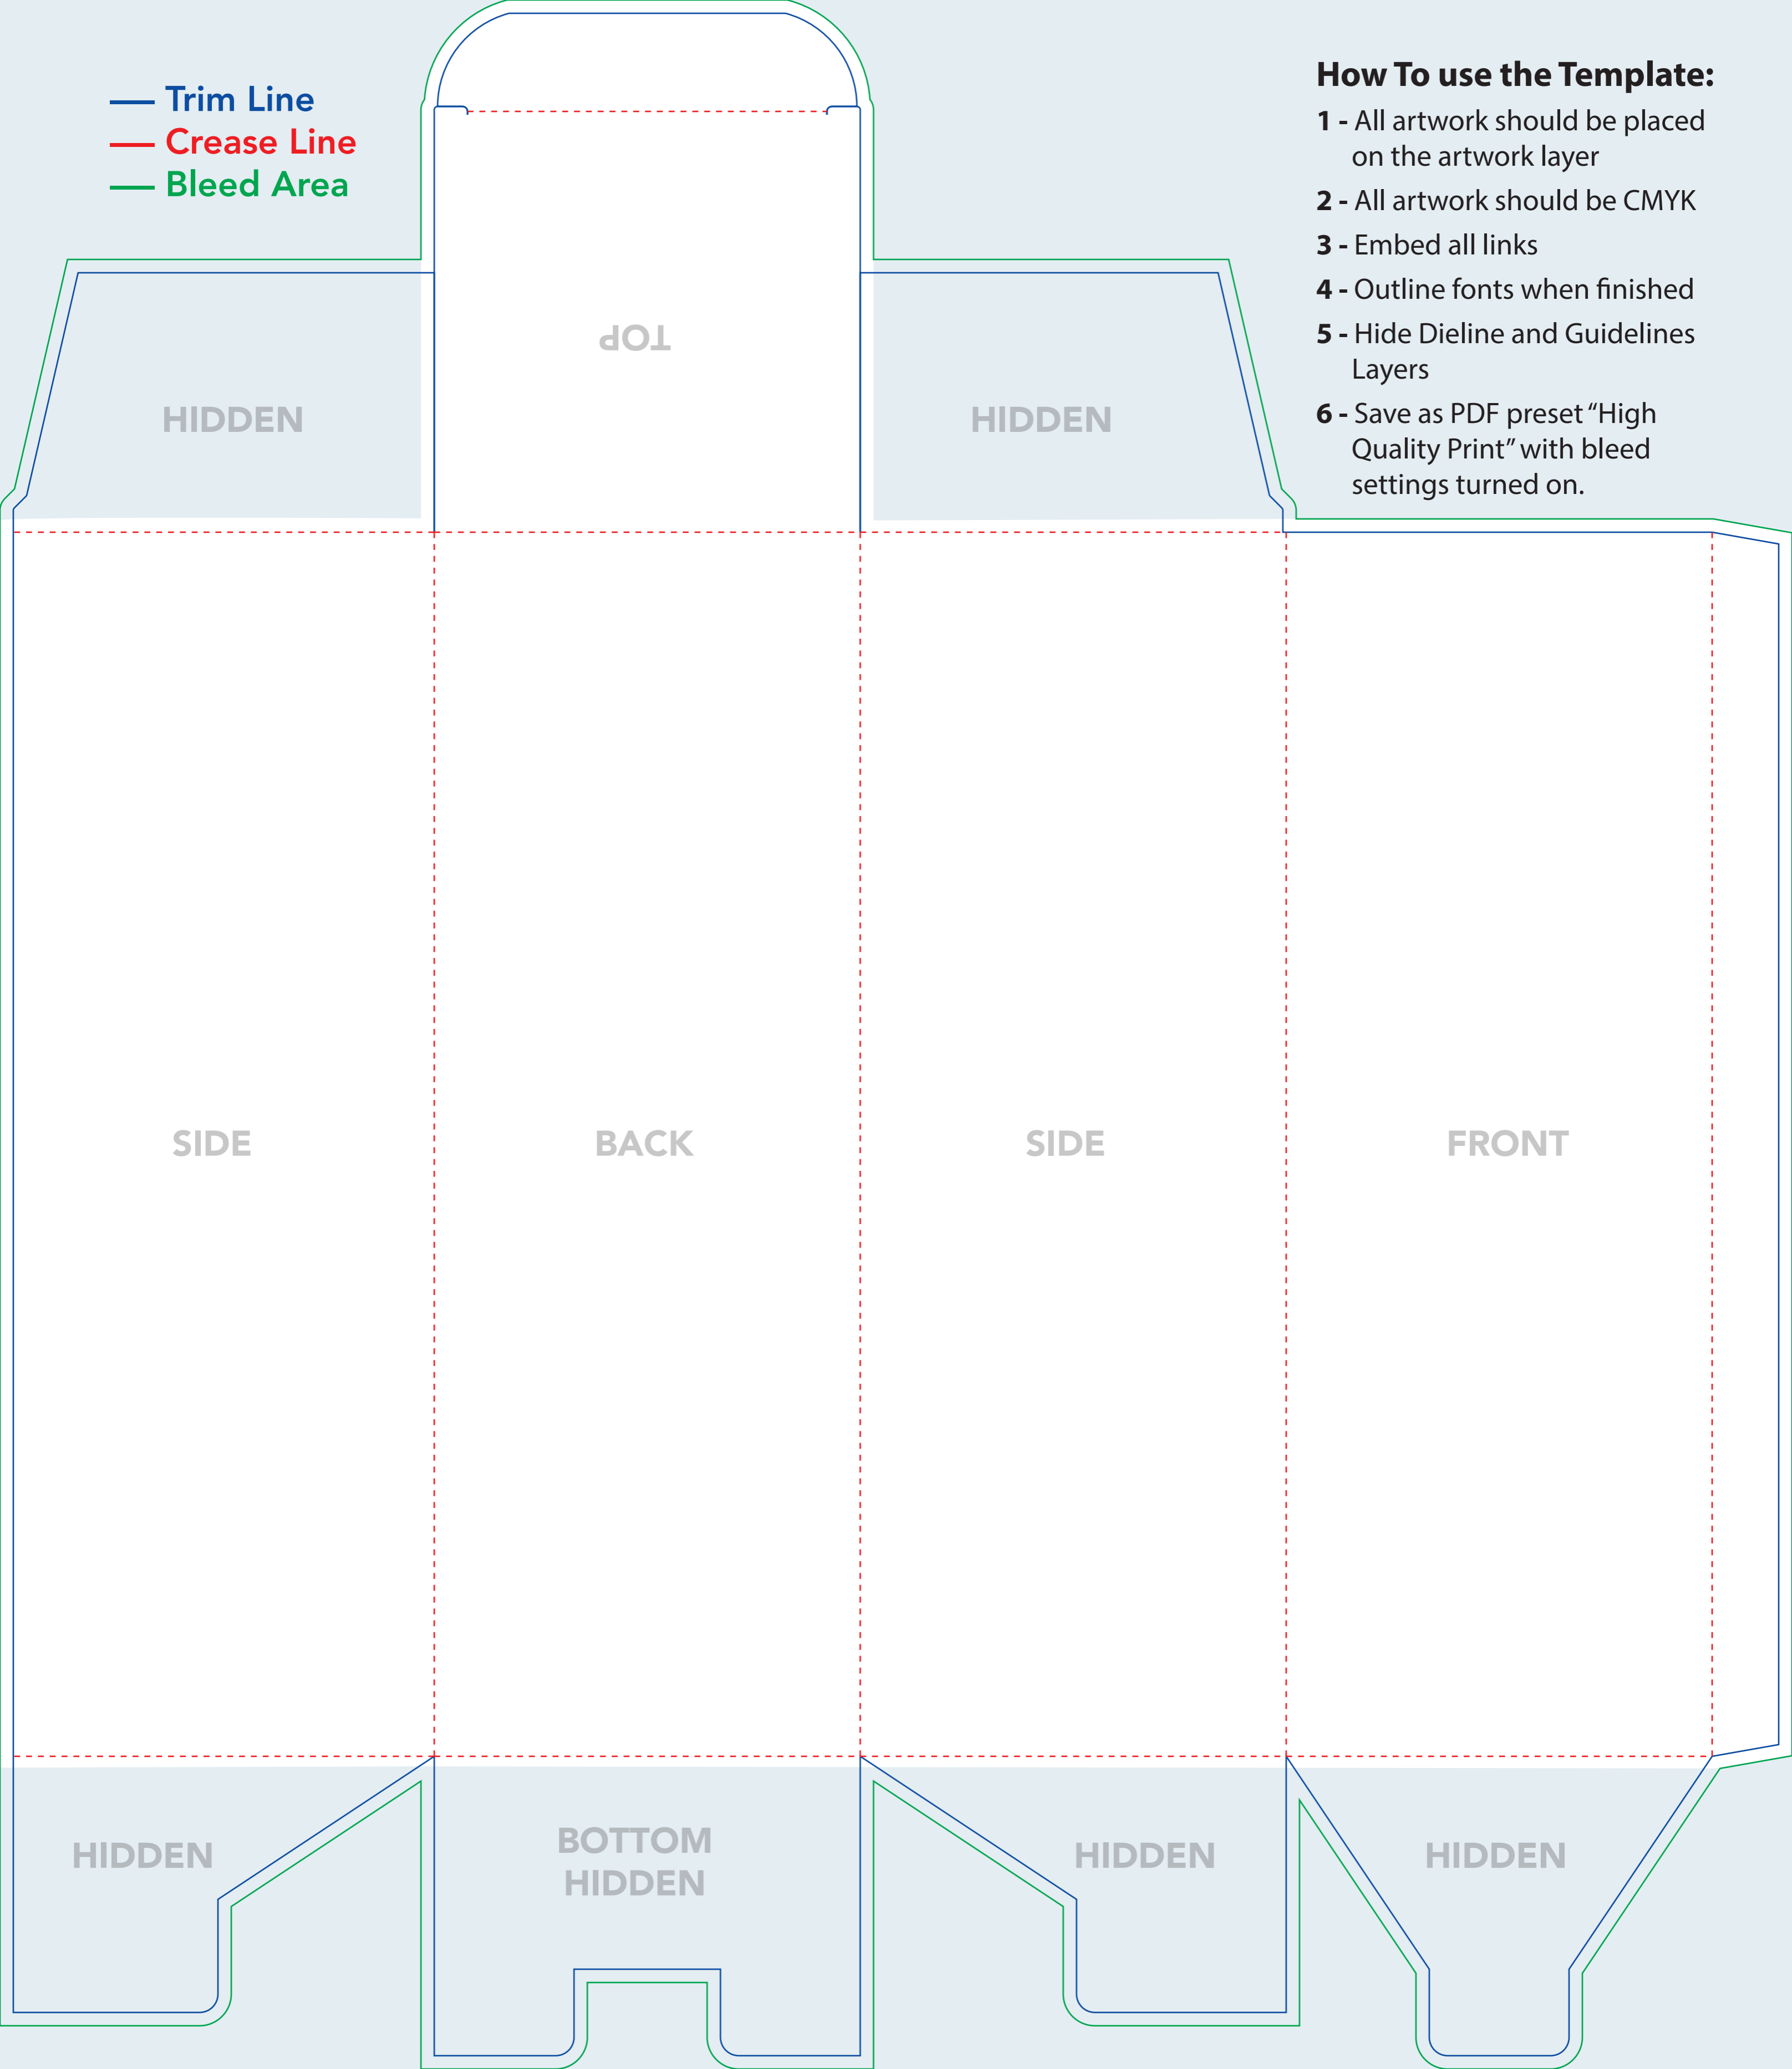 Trim Line
Crease Line
Bleed Area
How To use the Template:
1 - All artwork should be placed
on the artwork layer
2 - All artwork should be CMYK
3 - Embed all links
4 - Outline fonts when finished
5 - Hide Dieline and Guidelines
Layers
6 - Save as PDF preset “High
Quality Print” with bleed
settings turned on.
TOP
HIDDEN
HIDDEN
SIDE
BACK
SIDE
FRONT
HIDDEN
BOTTOM
HIDDEN
HIDDEN
HIDDEN